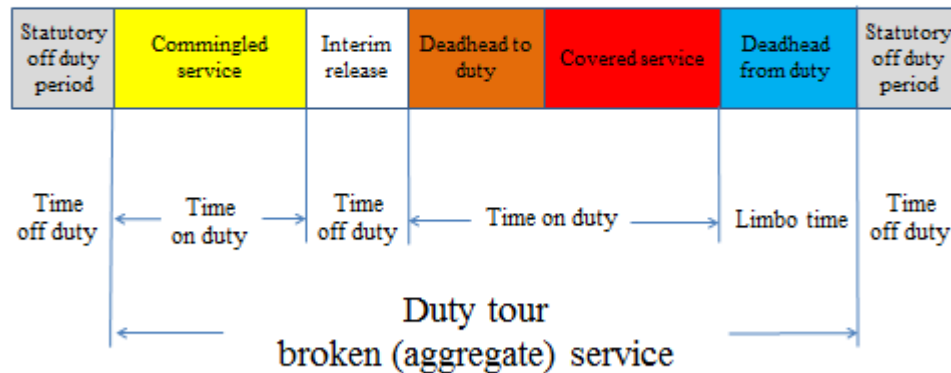 Statutory
off duty
period
Commingled
service
Interim
release
Deadhead to
duty
Covered service
Deadhead
from duty
Statutory
off duty
period
Time
off duty
Time
on duty
Time
off duty
Time on duty
Limbo time
Time
off duty
Duty tour
broken (aggregate) service